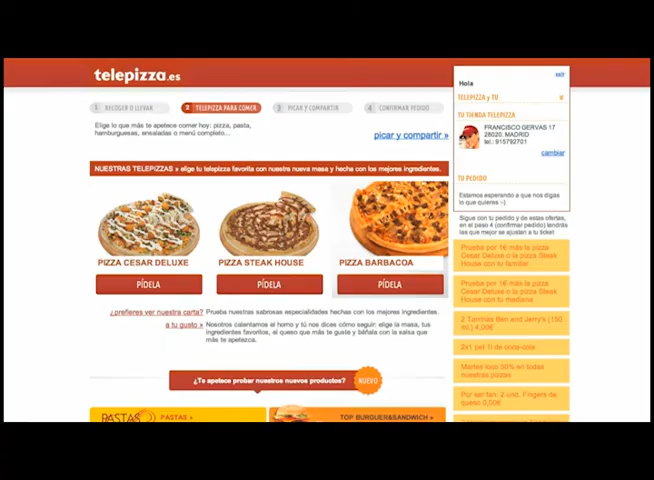 telepizza.es
1 RECOGER O LLEVAR
2 TELEPIZZA PARA COMER
3 PICAR Y COMPARTIR
4 CONFIRMAR PEDIDO
Elige lo que más te apetece comer hoy: pizza, pasta,
hamburguesas, ensaladas o menú completo...
picar y compartir »
NUESTRAS TELEPIZZAS » elige tu telepizza favorita con nuestra nueva masa y hecha con los mejores ingredientes.
PIZZA CESAR DELUXE
PIZZA STEAK HOUSE
PIZZA BARBACOA
PÍDELA
PÍDELA
PÍDELA
¿prefieres ver nuestra carta? Prueba nuestras sabrosas especialidades hechas con los mejores ingredientes.
a tu gusto » Nosotros calentamos el horno y tú nos dices cómo seguir: elige la masa, tus
ingredientes favoritos, el queso que más te guste y báñala con la salsa que
más te apetezca.
¿Te apetece probar nuestros nuevos productos? NUEVO
PASTAS PASTAS »
TOP BURGUER&SANDWICH »
salir
Hola
TELEPIZZA y TU
TU TIENDA TELEPIZZA
FRANCISCO GERVAS 17
28020. MADRID
tel.: 915792701
cambiar
TU PEDIDO
Estamos esperando a que nos digas
lo que quieres :-)
Sigue con tu pedido y de estas ofertas,
en el paso 4 (confirmar pedido) tendrás
las que mejor se ajustan a tu ticket
Prueba por 1€ más la pizza
Cesar Deluxe o la pizza Steak
House con tu familiar
Prueba por 1€ más la pizza
Cesar Deluxe o la pizza Steak
House con tu mediana
2 Tarrinas Ben and Jerry's (150
ml.) 4,00€
2x1 pet 1l de coca-cola
Martes loco 50% en todas
nuestras pizzas
Por ser fan: 2 und. Fingers de
queso 0,00€